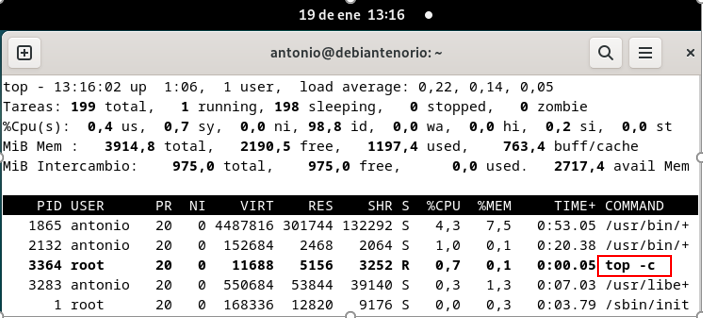 19 de ene 13:16
antonio@debiantenorio: ~
top - 13:16:02 up  1:06,  1 user,  load average: 0,22, 0,14, 0,05
Tareas: 199 total,   1 running, 198 sleeping,   0 stopped,   0 zombie
%Cpu(s):  0,4 us,  0,7 sy,  0,0 ni, 98,8 id,  0,0 wa,  0,0 hi,  0,2 si,  0,0 st
MiB Mem :   3914,8 total,   2190,5 free,   1197,4 used,    763,4 buff/cache
MiB Intercambio:    975,0 total,    975,0 free,      0,0 used.   2717,4 avail Mem
PID USER      PR  NI    VIRT    RES    SHR S  %CPU  %MEM     TIME+ COMMAND
1865 antonio   20   0 4487816 301744 132292 S   4,3   7,5   0:53.05 /usr/bin/+
2132 antonio   20   0  152684   2468   2064 S   1,0   0,1   0:20.38 /usr/bin/+
3364 root      20   0   11688   5156   3252 R   0,7   0,1   0:00.05 top -c
3283 antonio   20   0  550684  53844  39140 S   0,3   1,3   0:07.03 /usr/libe+
1 root      20   0  168336  12820   9176 S   0,0   0,3   0:03.79 /sbin/init